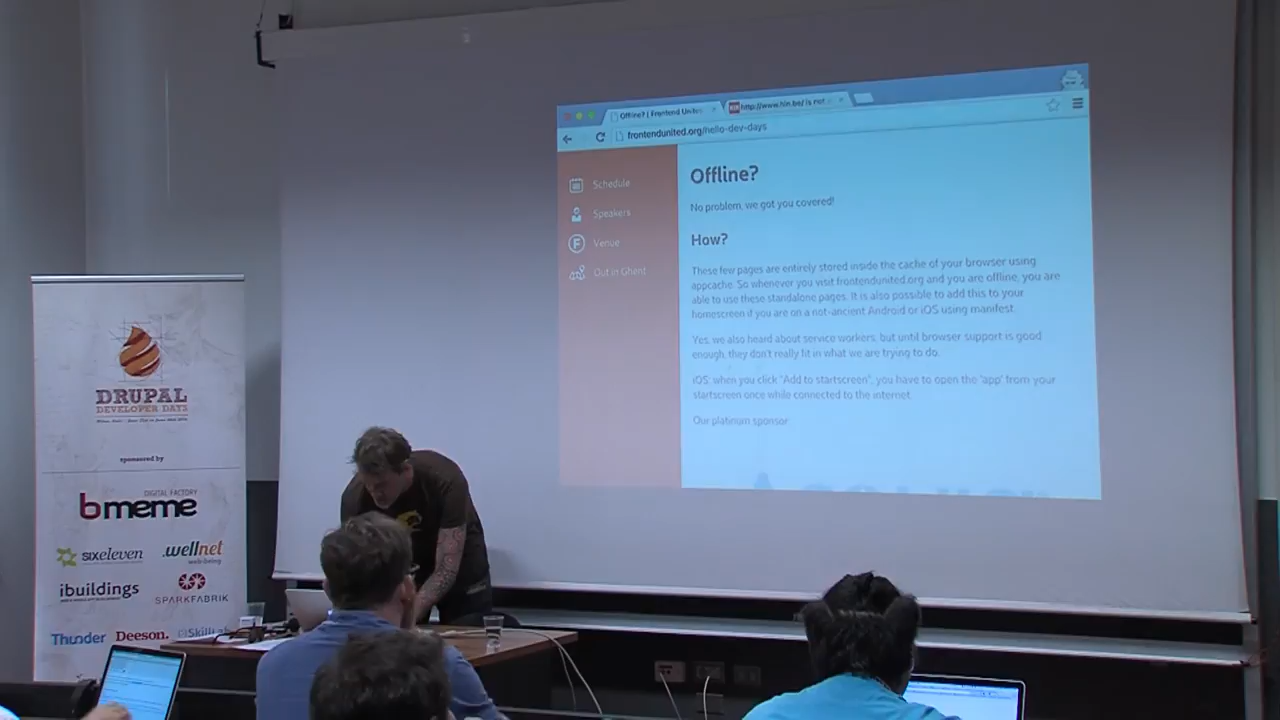 Offline? | Frontend Unite
http://www.hln.be/ is not
frontendunited.org/hello-dev-days
Schedule
Speakers
Venue
Out in Ghent
Offline?
No problem, we got you covered!
How?
These few pages are entirely stored inside the cache of your browser using
appcache. So whenever you visit frontendunited.org and you are offline, you are
able to use these standalone pages. It is also possible to add this to your
homescreen if you are on a not-ancient Android or iOS using manifest.
Yes, we also heard about service workers, but until browser support is good
enough, they don't really fit in what we are trying to do.
iOS: when you click "Add to startscreen", you have to open the 'app' from your
startscreen once while connected to the internet.
Our platinum sponsor
DRUPAL
DEVELOPER DAYS
sponsored by
DIGITAL FACTORY
bmeme
sixeleven
.wellnet
well-being
ibuildings
SPARKFABRIK
Thunder
Deeson.